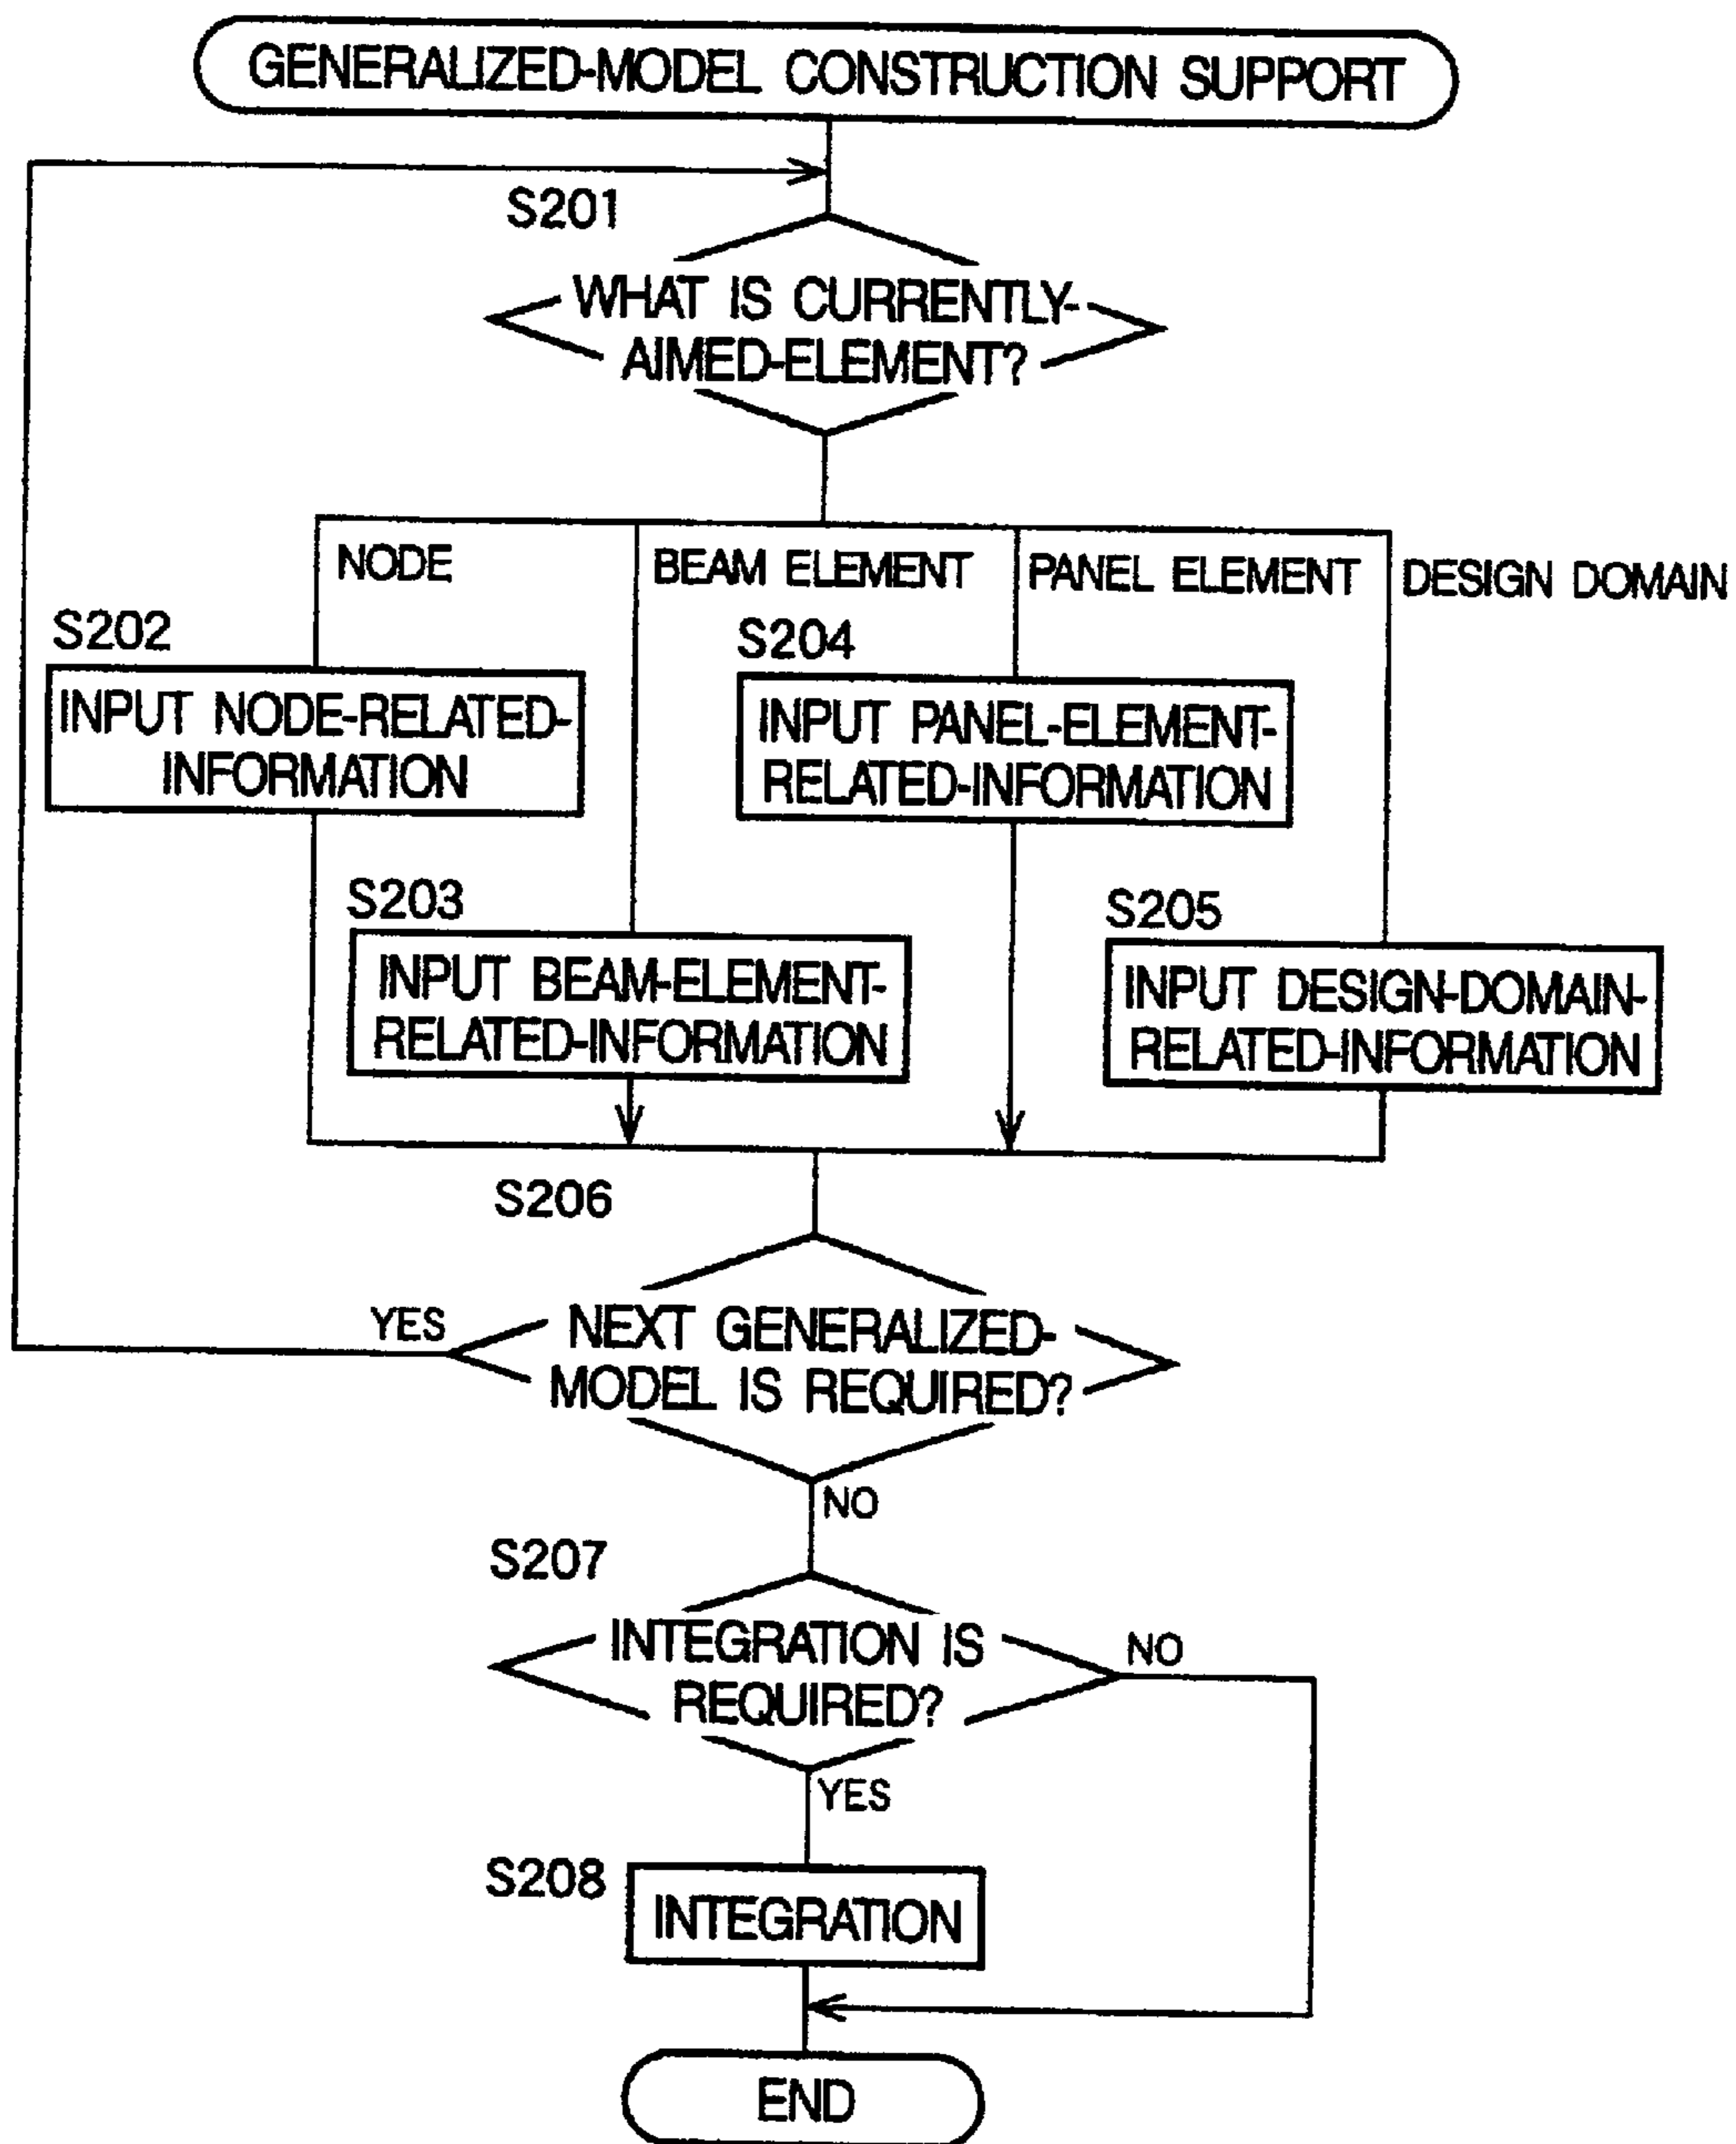 GENERALIZED-MODEL CONSTRUCTION SUPPORT
S201
WHAT IS CURRENTLY-
AIMED-ELEMENT?
NODE
BEAM ELEMENT
PANEL ELEMENT
DESIGN DOMAIN
S202
INPUT NODE-RELATED-
INFORMATION
S204
INPUT PANEL-ELEMENT-
RELATED-INFORMATION
S203
INPUT BEAM-ELEMENT-
RELATED-INFORMATION
S205
INPUT DESIGN-DOMAIN-
RELATED-INFORMATION
S206
YES
NEXT GENERALIZED-
MODEL IS REQUIRED?
NO
S207
INTEGRATION IS
REQUIRED?
NO
YES
S208
INTEGRATION
END